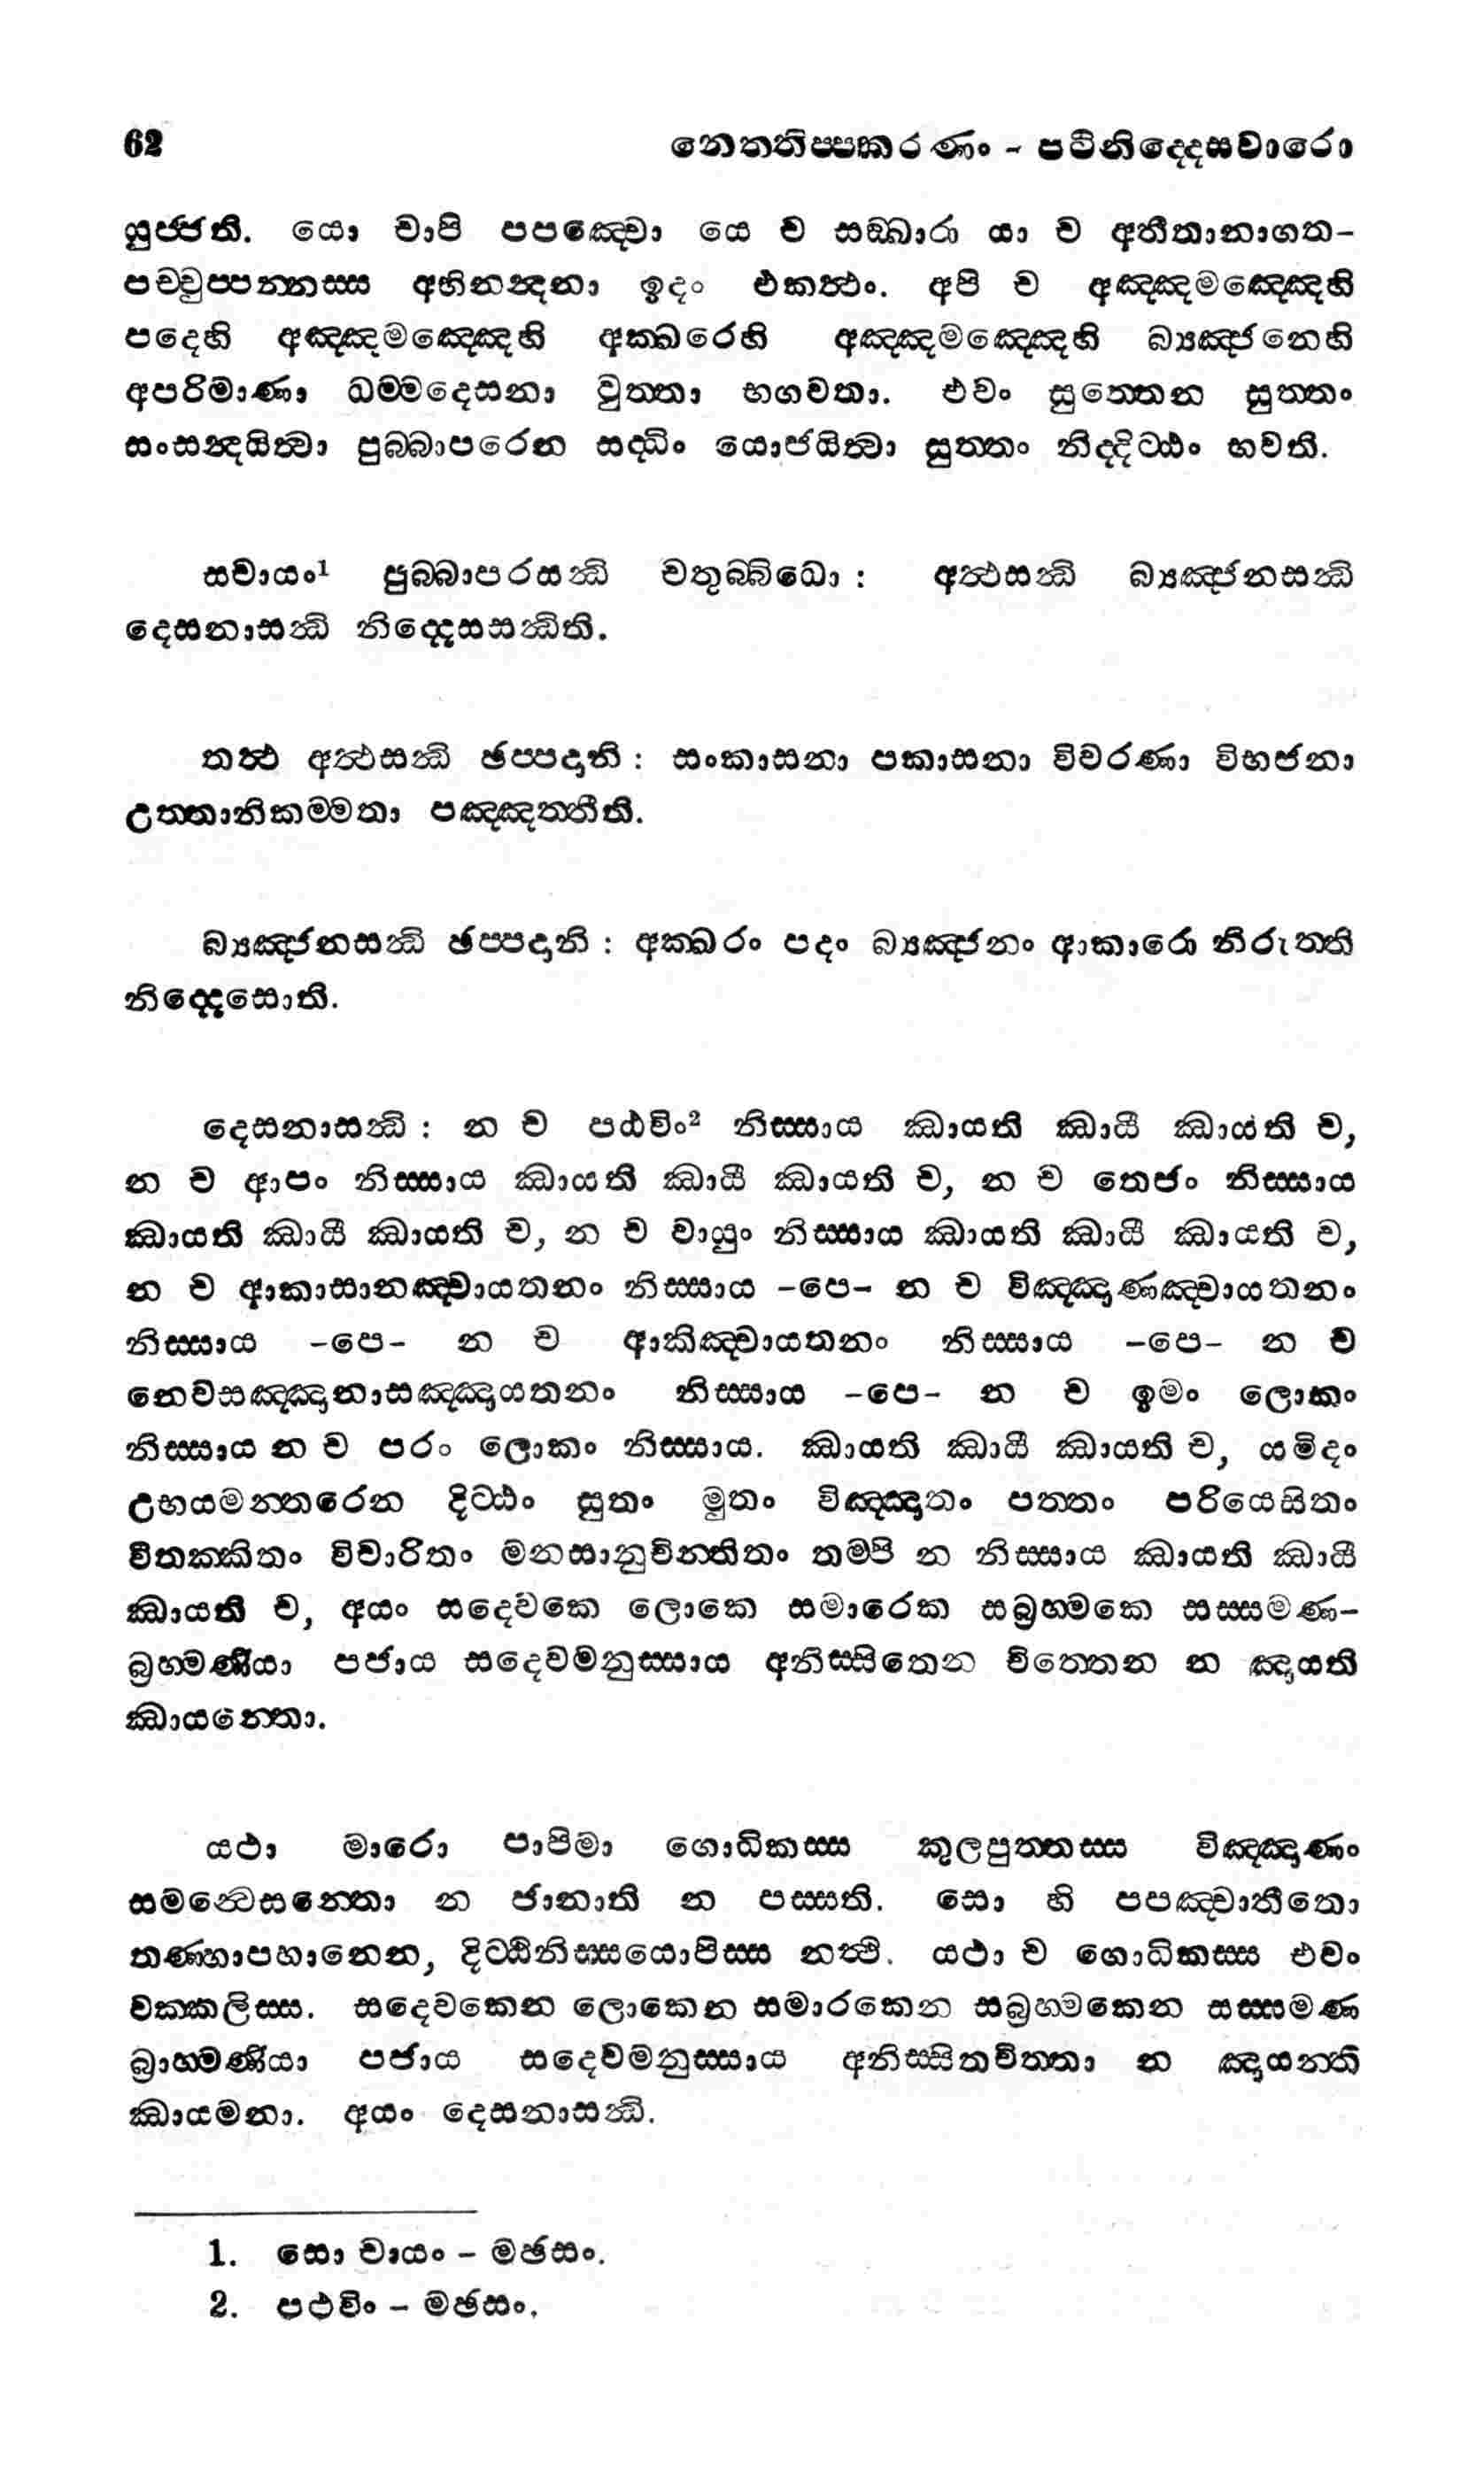 62 නෙත‍්තිප‍්පකරණං - පටිනිද‍්දෙසවාරො
යුජ‍්ජති. යො චාපි පපඤ‍්චො යෙ ච සඞ‍්ඛාරා යා ච අතීතානාගත-
පච‍්චුප‍්පන‍්නස‍්ස අභිනන්‍දනා ඉදං එකත්‍ථං. අපි ච අඤ‍්ඤමඤ‍්ඤෙහි
පදෙහි අඤ‍්ඤමඤ‍්ඤෙහි අක‍්ඛරෙහි අඤ‍්ඤමඤ‍්ඤෙහි බ්‍යඤ‍්ජනෙහි
අපරිමාණා ධම‍්මදෙසනා වුත‍්තා භගවතා. එවං සුත‍්තෙන සුත‍්තං
සංසන්‍දයිත්‍වා පුබ‍්බාපරෙන සද‍්ධිං යොජයිත්‍වා සුත‍්තං නිද‍්දිට‍්ඨං භවති.
සචායං¹ පුබ‍්බාපරසන්‍ධි චතුබ‍්බිධො : අත්‍ථසන්‍ධි බ්‍යඤ‍්ජනසන්‍ධි
දෙසනාසන්‍ධි නිද‍්දෙසසන්‍ධිති.
තත්‍ථ අත්‍ථසන්‍ධි ඡප‍්පදානි : සංකාසනා පකාසනා විවරණා විභජනා
උත‍්තානිකම‍්මතා පඤ‍්ඤත‍්තීති.
බ්‍යඤ‍්ජනසන්‍ධි ඡප‍්පදානි : අක‍්ඛරං පදං බ්‍යඤ‍්ජනං ආකාරො නිරුත‍්ති
නිද‍්දෙසොති.
දෙසනාසන්‍ධි : න ච පඨවිං² නිස‍්සාය ඣායති ඣායී ඣායති ච,
න ච ආපං නිස‍්සාය ඣායති ඣායී ඣායති ච, න ච තෙජං නිස‍්සාය
ඣායති ඣායී ඣායති ච, න ච වායුං නිස‍්සාය ඣායති ඣායී ඣායති ච,
න ච ආකාසානඤ‍්චායතනං නිස‍්සාය -පෙ- න ච විඤ‍්ඤාණඤ‍්චායතනං
නිස‍්සාය -පෙ- න ච ආකිඤ‍්චායතනං නිස‍්සාය -පෙ- න ච
නෙවසඤ‍්ඤානාසඤ‍්ඤායතනං නිස‍්සාය -පෙ- න ච ඉමං ලොකං
නිස‍්සාය න ච පරං ලොකං නිස‍්සාය. ඣායති ඣායී ඣායති ච, යමිදං
උභයමන‍්තරෙන දිට‍්ඨං සුතං මුතං විඤ‍්ඤාතං පත‍්තං පරියෙසිතං
විතක‍්කිතං විචාරිතං මනසානුචින‍්තිතං තම‍්පි න නිස‍්සාය ඣායති ඣායී
ඣායති ච, අයං සදෙවකෙ ලොකෙ සමාරෙක සබ්‍රහ‍්මකෙ සස‍්සමණ-
බ්‍රහ‍්මණියා පජාය සදෙවමනුස‍්සාය අනිස‍්සිතෙන චිත‍්තෙන න ඤායති
ඣායන‍්තො.
යථා මාරො පාපිමා ගොධිකස‍්ස කුලපුත‍්තස‍්ස විඤ‍්ඤාණං
සමන්‍වෙසන‍්තො න ජානාති න පස‍්සති. සො හි පපඤ‍්චාතීතො
තණ‍්හාපහානෙන, දිට‍්ඨිනිස‍්සයොපිස‍්ස නත්‍ථි. යථා ච ගොධිකස‍්ස එවං
වක‍්කලිස‍්ස. සදෙවකෙන ලොකෙන සමාරකෙන සබ්‍රහ‍්මකෙන සස‍්සමණ
බ්‍රාහ‍්මණියා පජාය සදෙවමනුස‍්සාය අනිස‍්සිතචිත‍්තා න ඤායන‍්ති
ඣායමනා. අයං දෙසනාසන්‍ධි.
1. සො චායං - මඡසං.
2. පථවිං - මඡසං.